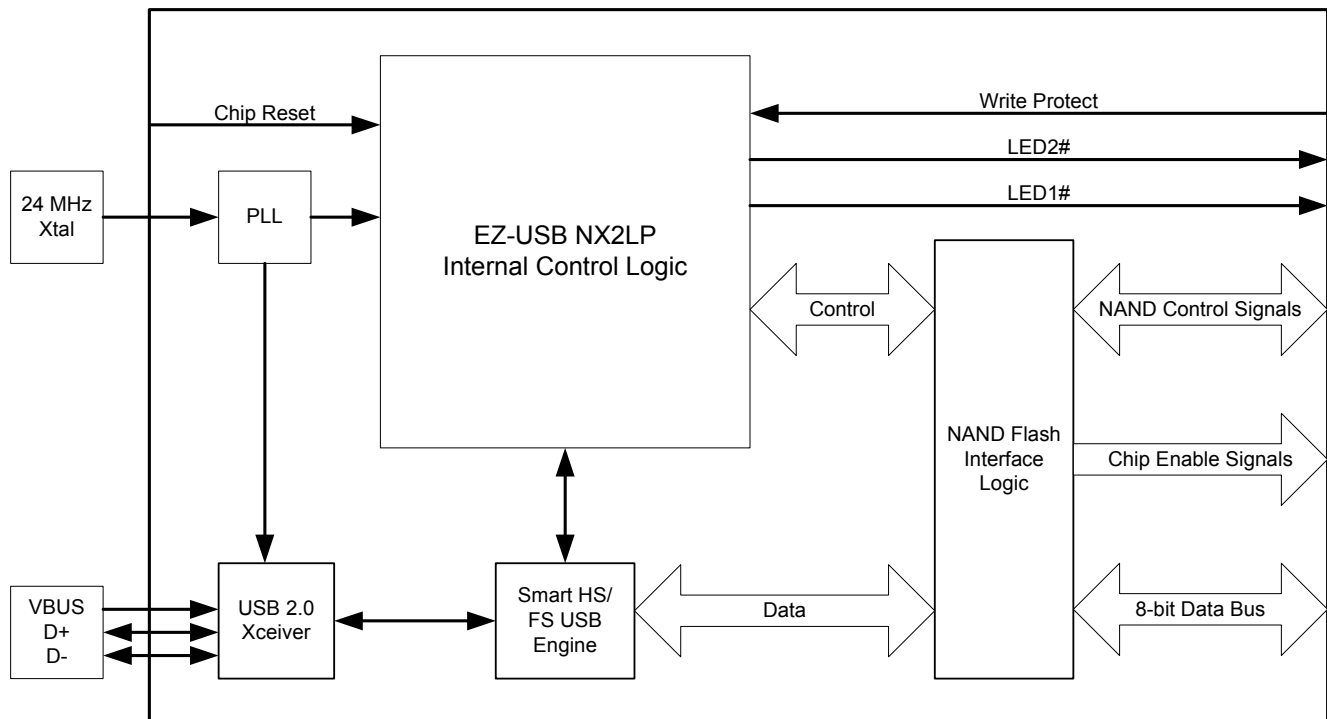 Chip Reset
Write Protect
LED2#
LED1#
24 MHz
Xtal
PLL
EZ-USB NX2LP
Internal Control Logic
Control
NAND Control Signals
NAND Flash
Interface
Logic
Chip Enable Signals
VBUS
D+
D-
USB 2.0
Xceiver
Smart HS/
FS USB
Engine
Data
8-bit Data Bus